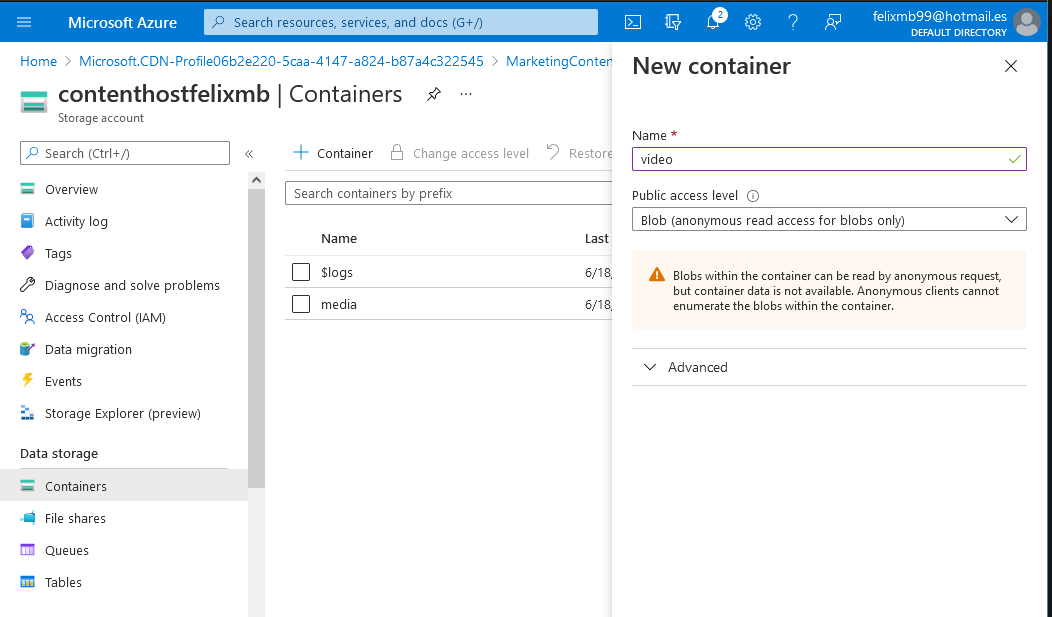 Microsoft Azure
Search resources, services, and docs (G+/)
2
felixmb99@hotmail.es
DEFAULT DIRECTORY
Home > Microsoft.CDN-Profile06b2e220-5caa-4147-a824-b87a4c322545 > MarketingConten
contenthostfelixmb | Containers
Storage account
Search (Ctrl+/)
Overview
Activity log
Tags
Diagnose and solve problems
Access Control (IAM)
Data migration
Events
Storage Explorer (preview)
Data storage
Containers
File shares
Queues
Tables
Container
Change access level
Restore
Search containers by prefix
Name Last
$logs 6/18/
media 6/18/
New container
Name *
video
Public access level
Blob (anonymous read access for blobs only)
Blobs within the container can be read by anonymous request,
but container data is not available. Anonymous clients cannot
enumerate the blobs within the container.
Advanced